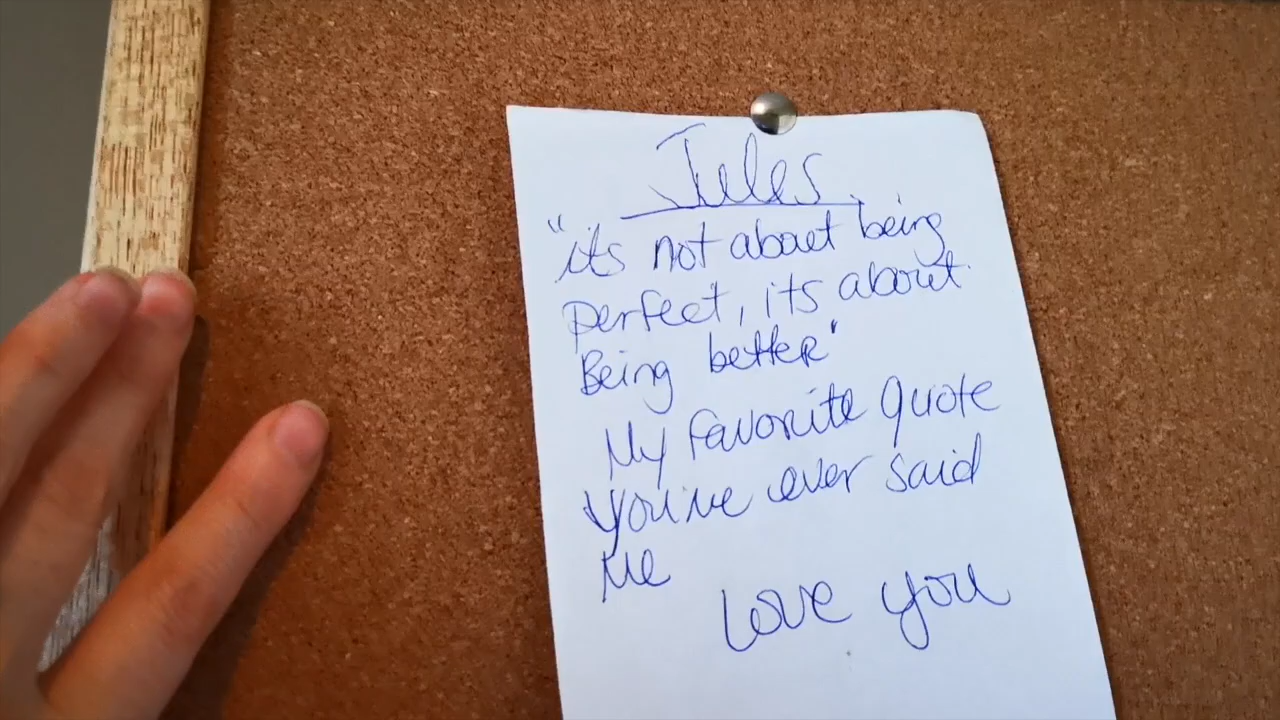 Jules
"its not about being
perfect, its about
Being better"
My favorite quote
you've ever said
Me
Love you